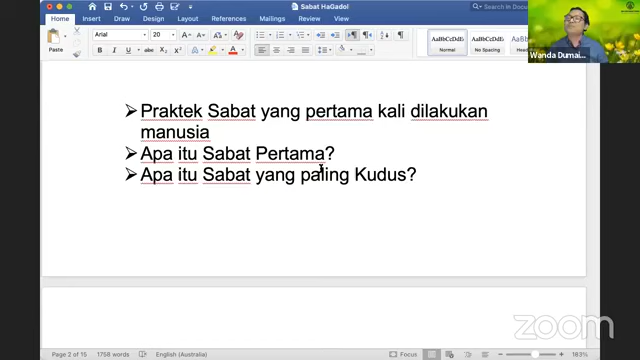 Sabat HaGadol
Home Insert Draw Design Layout References Mailings Review View
Paste
Arial 20
AaBbCcDdEe AaBbCcDdEe
Normal No Spacing
Wanda Dumai...
➢ Praktek Sabat yang pertama kali dilakukan
manusia
➢ Apa itu Sabat Pertama?
➢ Apa itu Sabat yang paling Kudus?
Page 2 of 15 1758 words English (Australia) Focus 183%
zoom